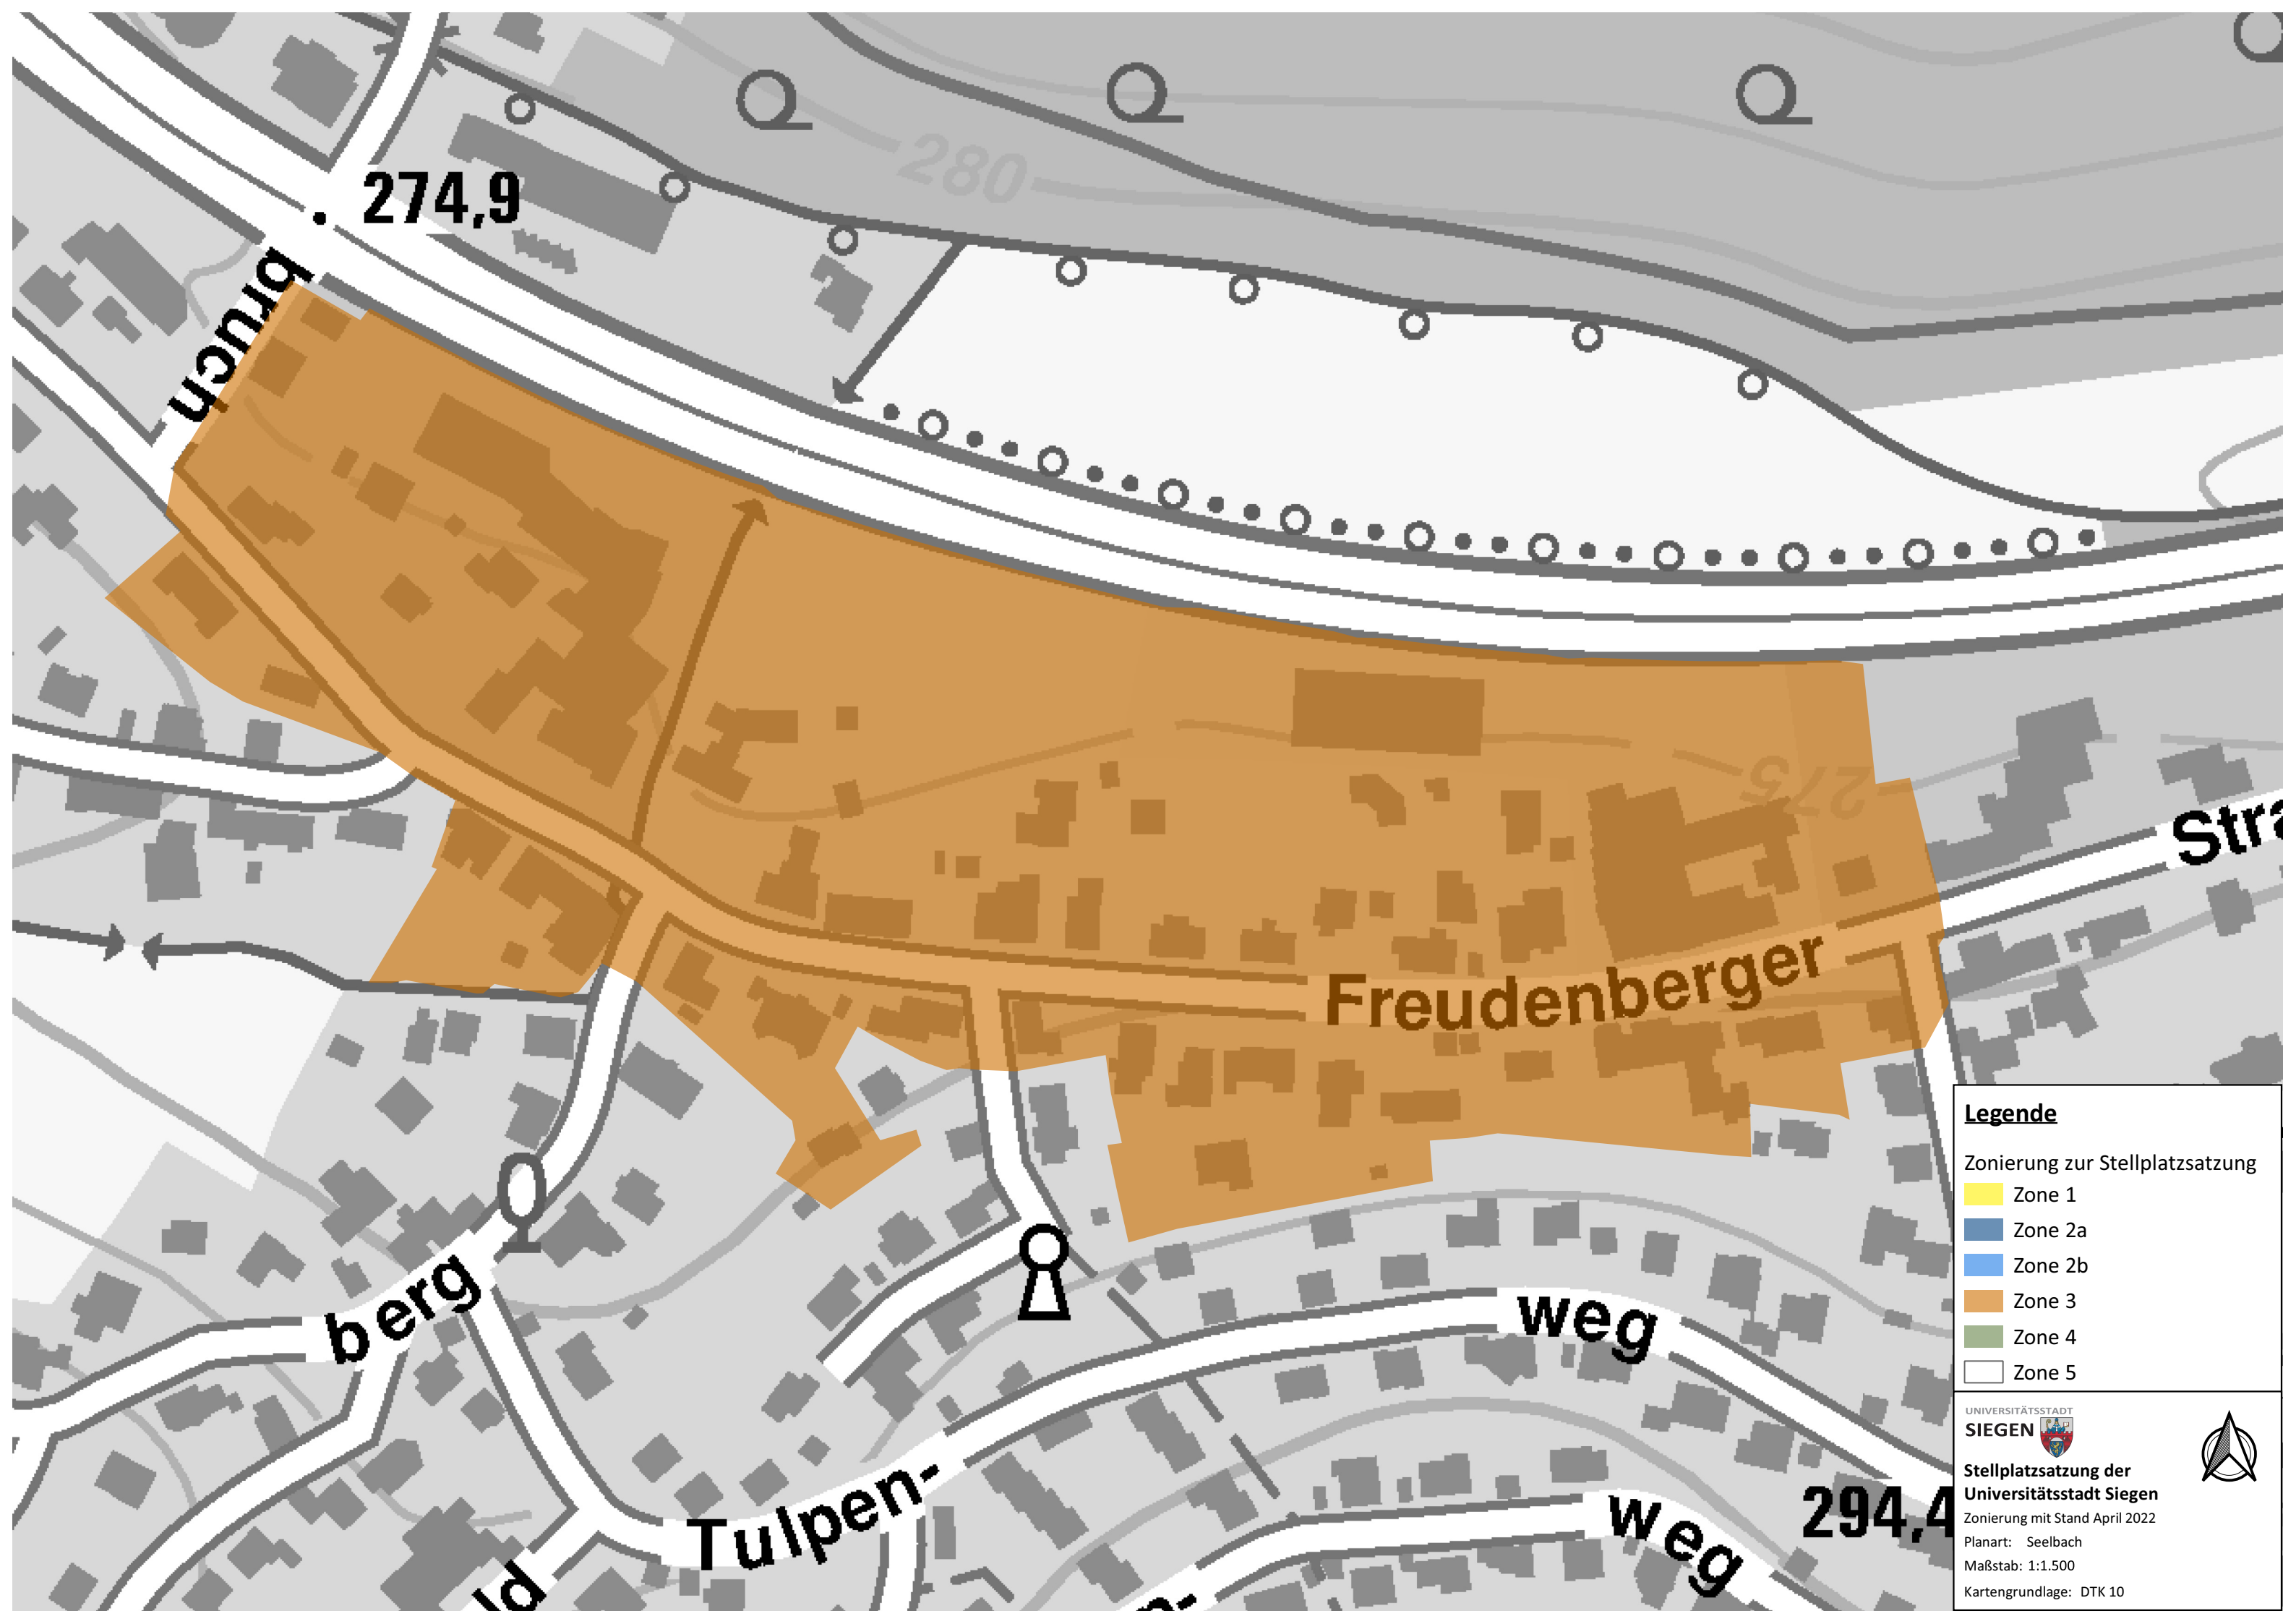 280
274,9
bruch
275
Stra
Freudenberger
berg
weg
Tulpen-
weg
294,4
ld
n-
Legende
Zonierung zur Stellplatzsatzung
Zone 1
Zone 2a
Zone 2b
Zone 3
Zone 4
Zone 5
UNIVERSITÄTSSTADT
SIEGEN
Stellplatzsatzung der
Universitätsstadt Siegen
Zonierung mit Stand April 2022
Planart: Seelbach
Maßstab: 1:1.500
Kartengrundlage: DTK 10